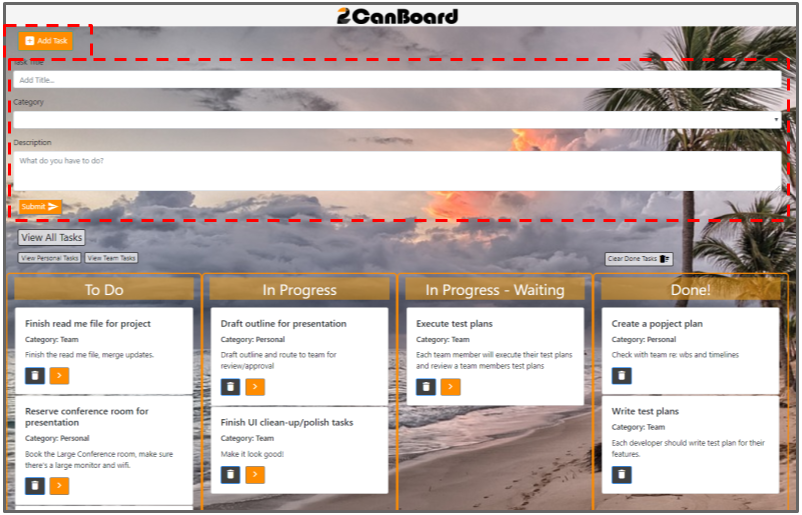 2CanBoard
Add Task
Task Title
Add Title...
Category
Description
What do you have to do?
Submit
View All Tasks
View Personal Tasks
View Team Tasks
Clear Done Tasks
To Do
In Progress
In Progress - Waiting
Done!
Finish read me file for project
Category: Team
Finish the read me file, merge updates.
Reserve conference room for
presentation
Category: Personal
Book the Large Conference room, make sure
there's a large monitor and wifi.
Draft outline for presentation
Category: Personal
Draft outline and route to team for
review/approval
Finish UI clean-up/polish tasks
Category: Team
Make it look good!
Execute test plans
Category: Team
Each team member will execute their test plans
and review a team members test plans
Create a popject plan
Category: Personal
Check with team re: wbs and timelines
Write test plans
Category: Team
Each developer should write test plan for their
features.